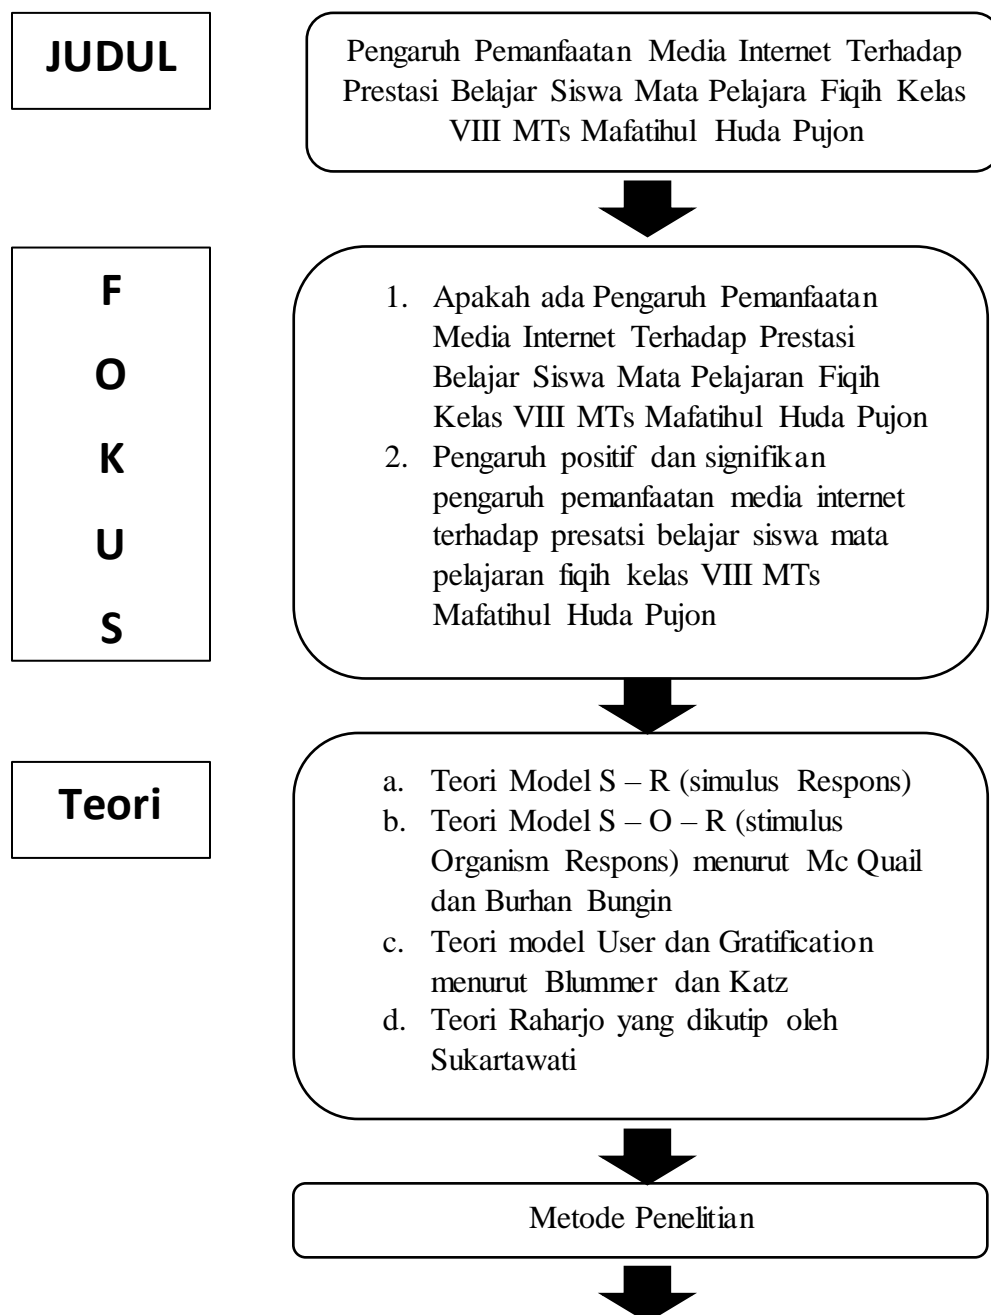 JUDUL
Pengaruh Pemanfaatan Media Internet Terhadap
Prestasi Belajar Siswa Mata Pelajara Fiqih Kelas
VIII MTs Mafatihul Huda Pujon
F
O
K
U
S
1. Apakah ada Pengaruh Pemanfaatan
Media Internet Terhadap Prestasi
Belajar Siswa Mata Pelajaran Fiqih
Kelas VIII MTs Mafatihul Huda Pujon
2. Pengaruh positif dan signifikan
pengaruh pemanfaatan media internet
terhadap presatsi belajar siswa mata
pelajaran fiqih kelas VIII MTs
Mafatihul Huda Pujon
Teori
a. Teori Model S – R (simulus Respons)
b. Teori Model S – O – R (stimulus
Organism Respons) menurut Mc Quail
dan Burhan Bungin
c. Teori model User dan Gratification
menurut Blummer dan Katz
d. Teori Raharjo yang dikutip oleh
Sukartawati
Metode Penelitian